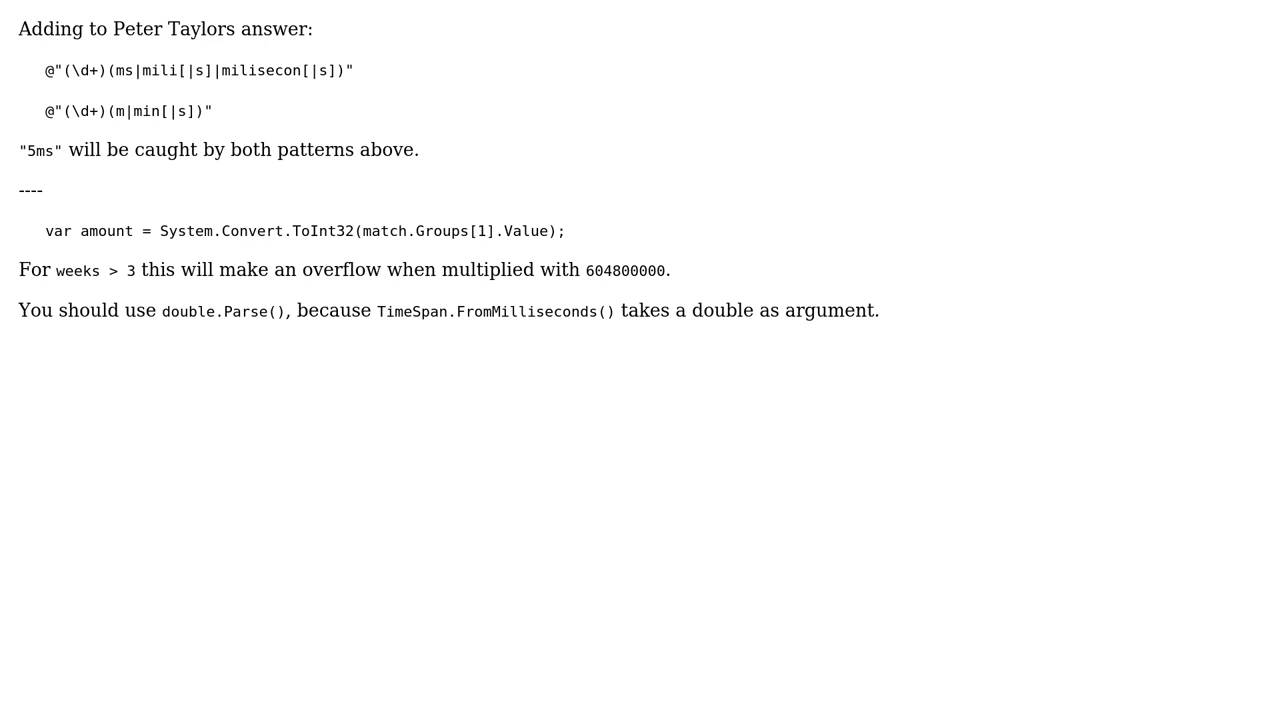 Adding to Peter Taylors answer:
@"(\d+)(ms|mili[|s]|milisecon[|s])"
@"(\d+)(m|min[|s])"
"5ms" will be caught by both patterns above.
----
var amount = System.Convert.ToInt32(match.Groups[1].Value);
For weeks > 3 this will make an overflow when multiplied with 604800000.
You should use double.Parse(), because TimeSpan.FromMilliseconds() takes a double as argument.